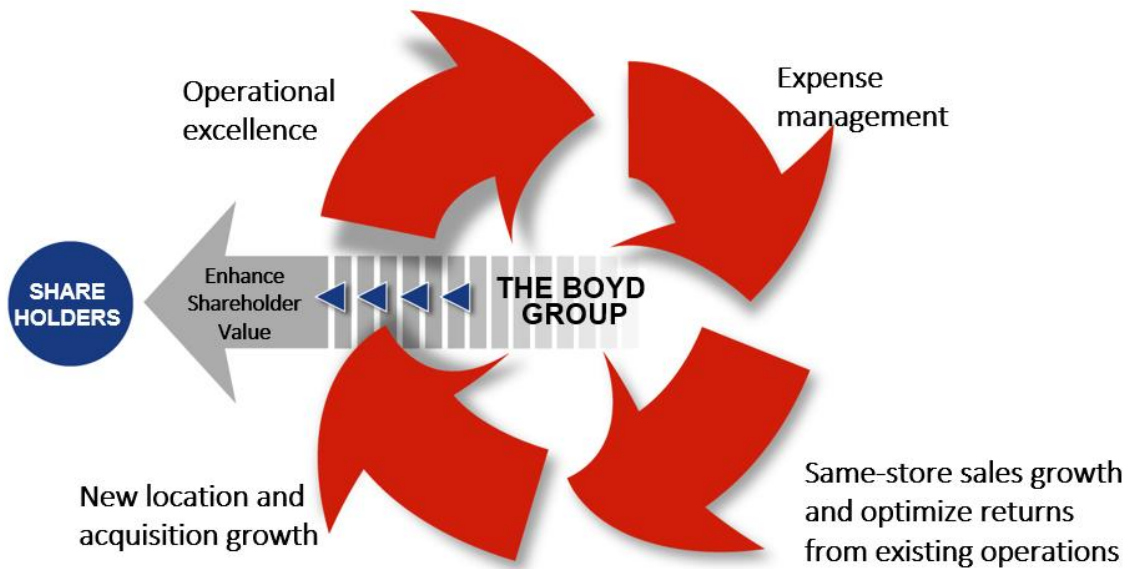 Operational
excellence
Expense
management
SHARE
HOLDERS
Enhance
Shareholder
Value
THE BOYD
GROUP
New location and
acquisition growth
Same-store sales growth
and optimize returns
from existing operations